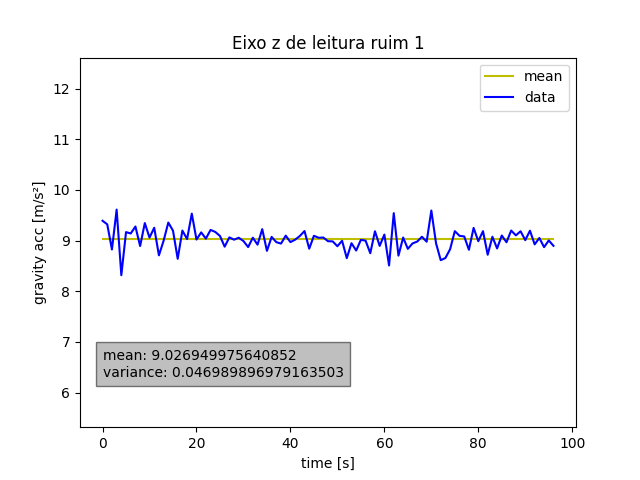 Eixo z de leitura ruim 1
mean
data
12
11
10
9
8
7
6
gravity acc [m/s²]
mean: 9.026949975640852
variance: 0.046989896979163503
0
20
40
60
80
100
time [s]